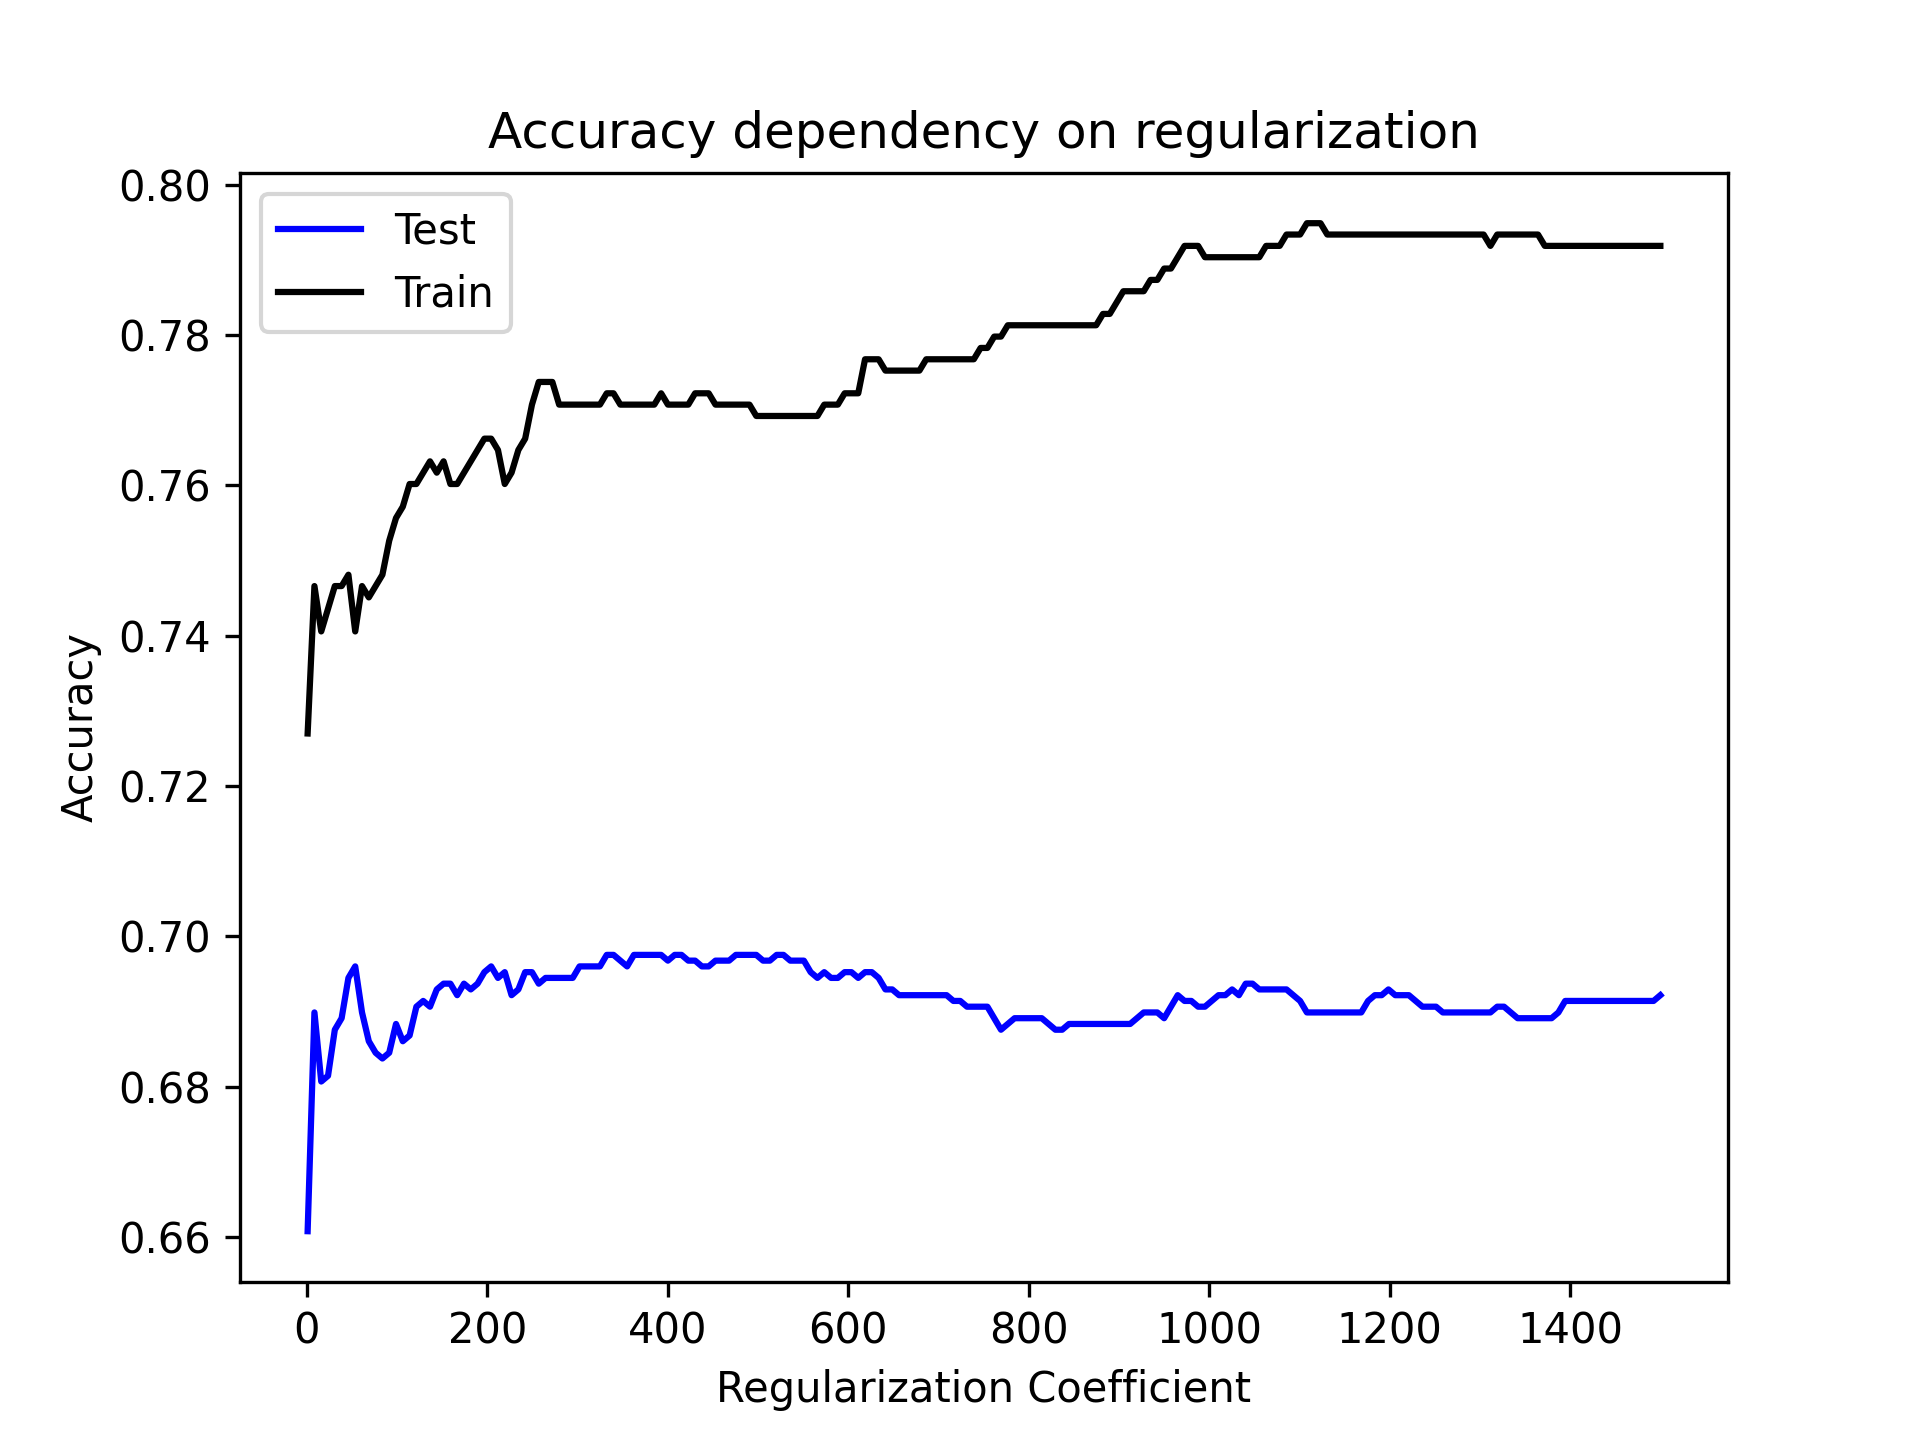 Accuracy dependency on regularization
0.80
0.78
0.76
0.74
0.72
0.70
0.68
0.66
Accuracy
Test
Train
0 200 400 600 800 1000 1200 1400
Regularization Coefficient